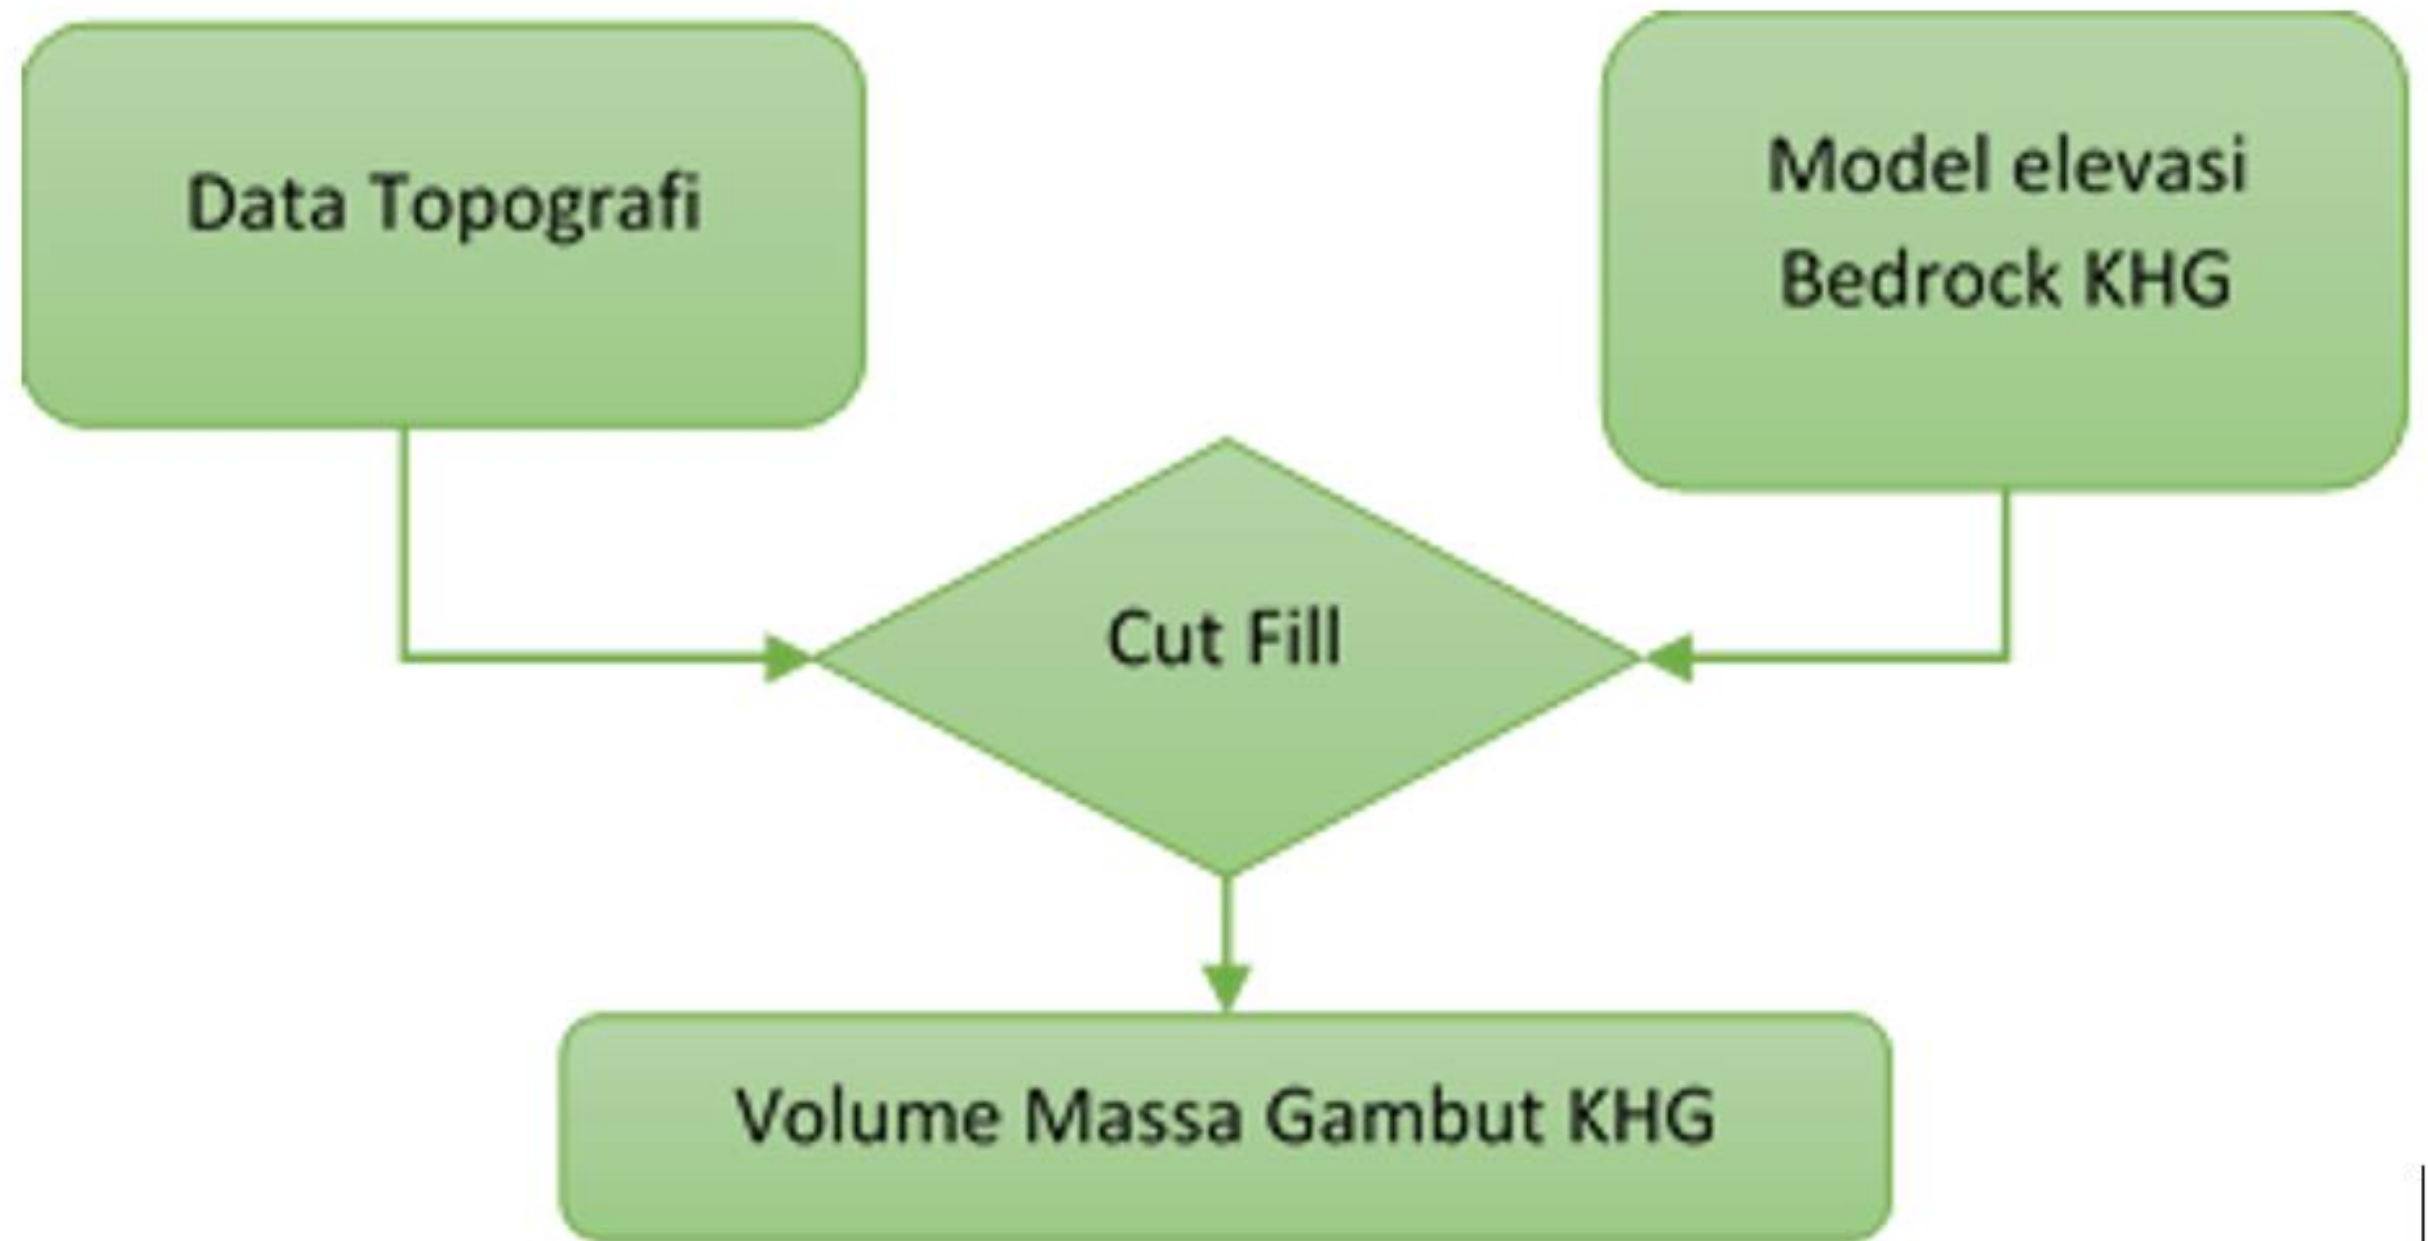 Data Topografi
Model elevasi
Bedrock KHG
Cut Fill
Volume Massa Gambut KHG